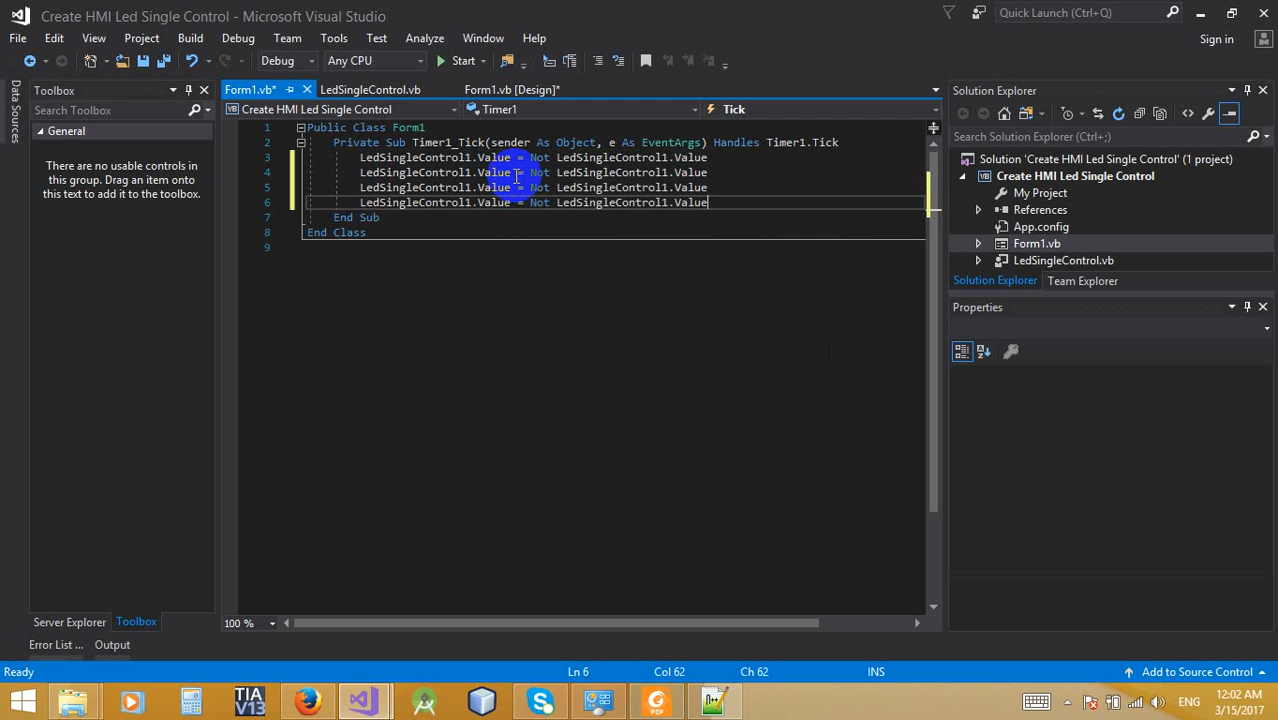 Create HMI Led Single Control - Microsoft Visual Studio
Quick Launch (Ctrl+Q)
File Edit View Project Build Debug Team Tools Test Analyze Window Help
Sign in
Debug Any CPU Start
Data Sources
Toolbox
Search Toolbox
General
There are no usable controls in
this group. Drag an item onto
this text to add it to the toolbox.
Server Explorer Toolbox
Form1.vb* LedSingleControl.vb Form1.vb [Design]*
Create HMI Led Single Control Timer1 Tick
1 Public Class Form1
2 Private Sub Timer1_Tick(sender As Object, e As EventArgs) Handles Timer1.Tick
3 LedSingleControl1.Value = Not LedSingleControl1.Value
4 LedSingleControl1.Value = Not LedSingleControl1.Value
5 LedSingleControl1.Value = Not LedSingleControl1.Value
6 LedSingleControl1.Value = Not LedSingleControl1.Value
7 End Sub
8 End Class
9
100 %
Solution Explorer
Search Solution Explorer (Ctrl+;)
Solution 'Create HMI Led Single Control' (1 project)
Create HMI Led Single Control
My Project
References
App.config
Form1.vb
LedSingleControl.vb
Solution Explorer Team Explorer
Properties
Error List ... Output
Ready Ln 6 Col 62 Ch 62 INS Add to Source Control
TIA
V13
ENG
12:02 AM
3/15/2017